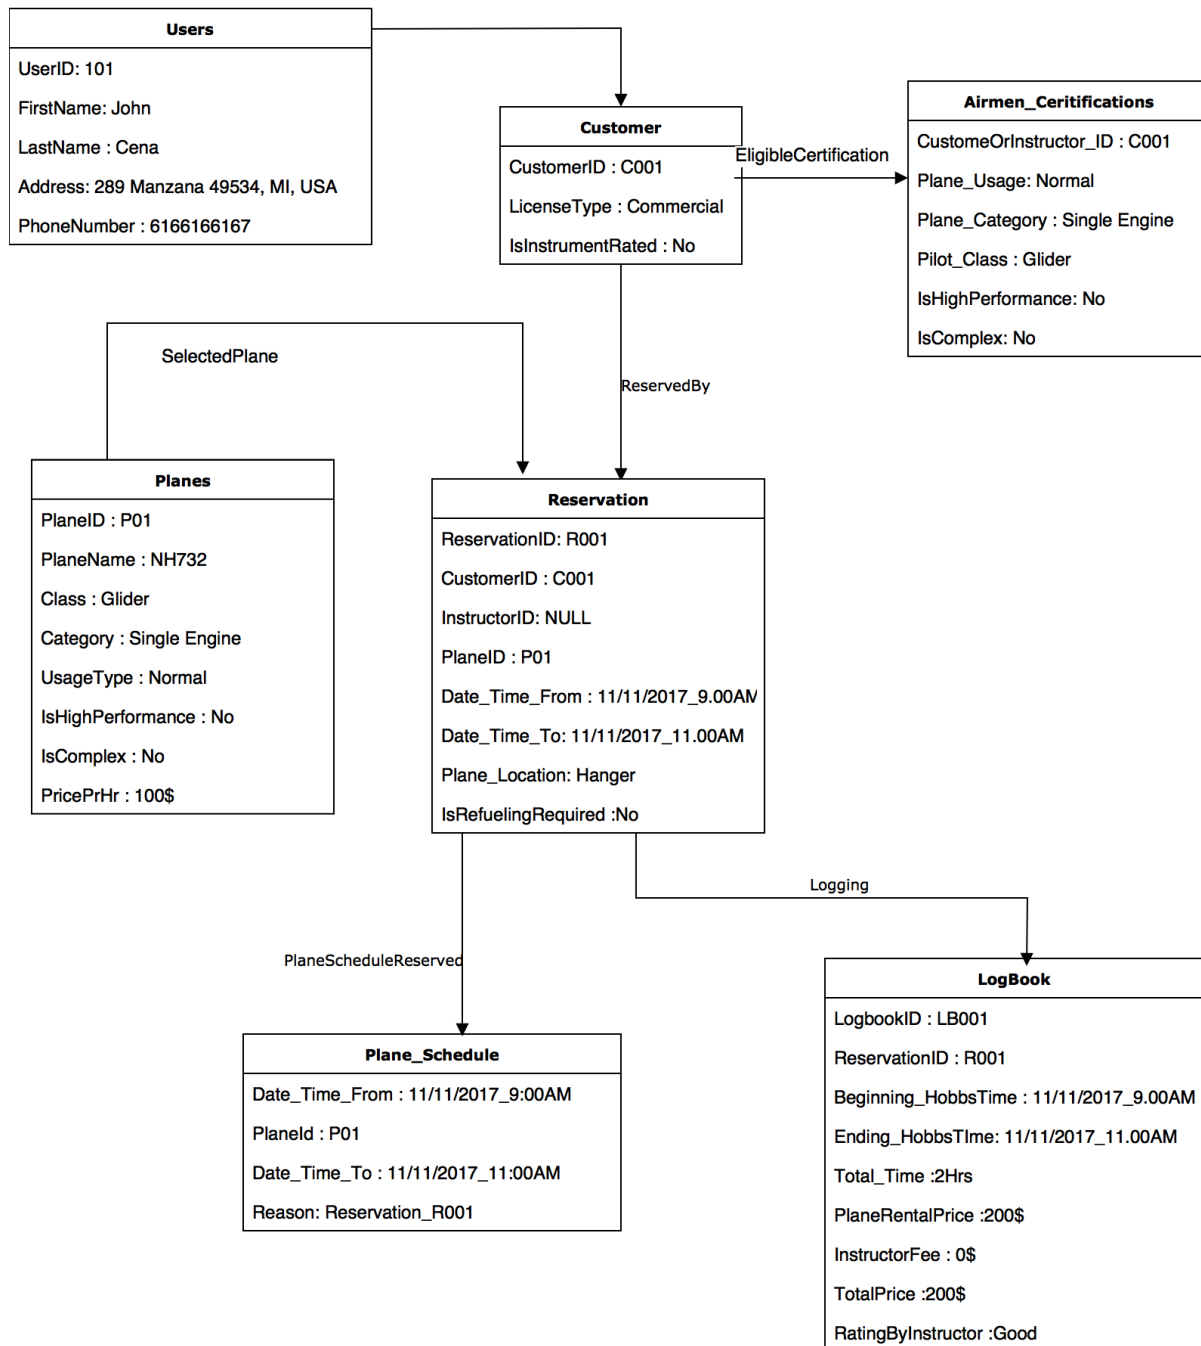 Users
UserID: 101
FirstName: John
LastName : Cena
Address: 289 Manzana 49534, MI, USA
PhoneNumber : 6166166167
Customer
CustomerID : C001
LicenseType : Commercial
IsInstrumentRated : No
EligibleCertification
Airmen_Ceritifications
CustomeOrInstructor_ID : C001
Plane_Usage: Normal
Plane_Category : Single Engine
Pilot_Class : Glider
IsHighPerformance: No
IsComplex: No
SelectedPlane
ReservedBy
Planes
PlaneID : P01
PlaneName : NH732
Class : Glider
Category : Single Engine
UsageType : Normal
IsHighPerformance : No
IsComplex : No
PricePrHr : 100$
Reservation
ReservationID: R001
CustomerID : C001
InstructorID: NULL
PlaneID : P01
Date_Time_From : 11/11/2017_9.00AM
Date_Time_To: 11/11/2017_11.00AM
Plane_Location: Hanger
IsRefuelingRequired :No
Logging
PlaneScheduleReserved
Plane_Schedule
Date_Time_From : 11/11/2017_9:00AM
PlaneId : P01
Date_Time_To : 11/11/2017_11:00AM
Reason: Reservation_R001
LogBook
LogbookID : LB001
ReservationID : R001
Beginning_HobbsTime : 11/11/2017_9.00AM
Ending_HobbsTIme: 11/11/2017_11.00AM
Total_Time :2Hrs
PlaneRentalPrice :200$
InstructorFee : 0$
TotalPrice :200$
RatingByInstructor :Good